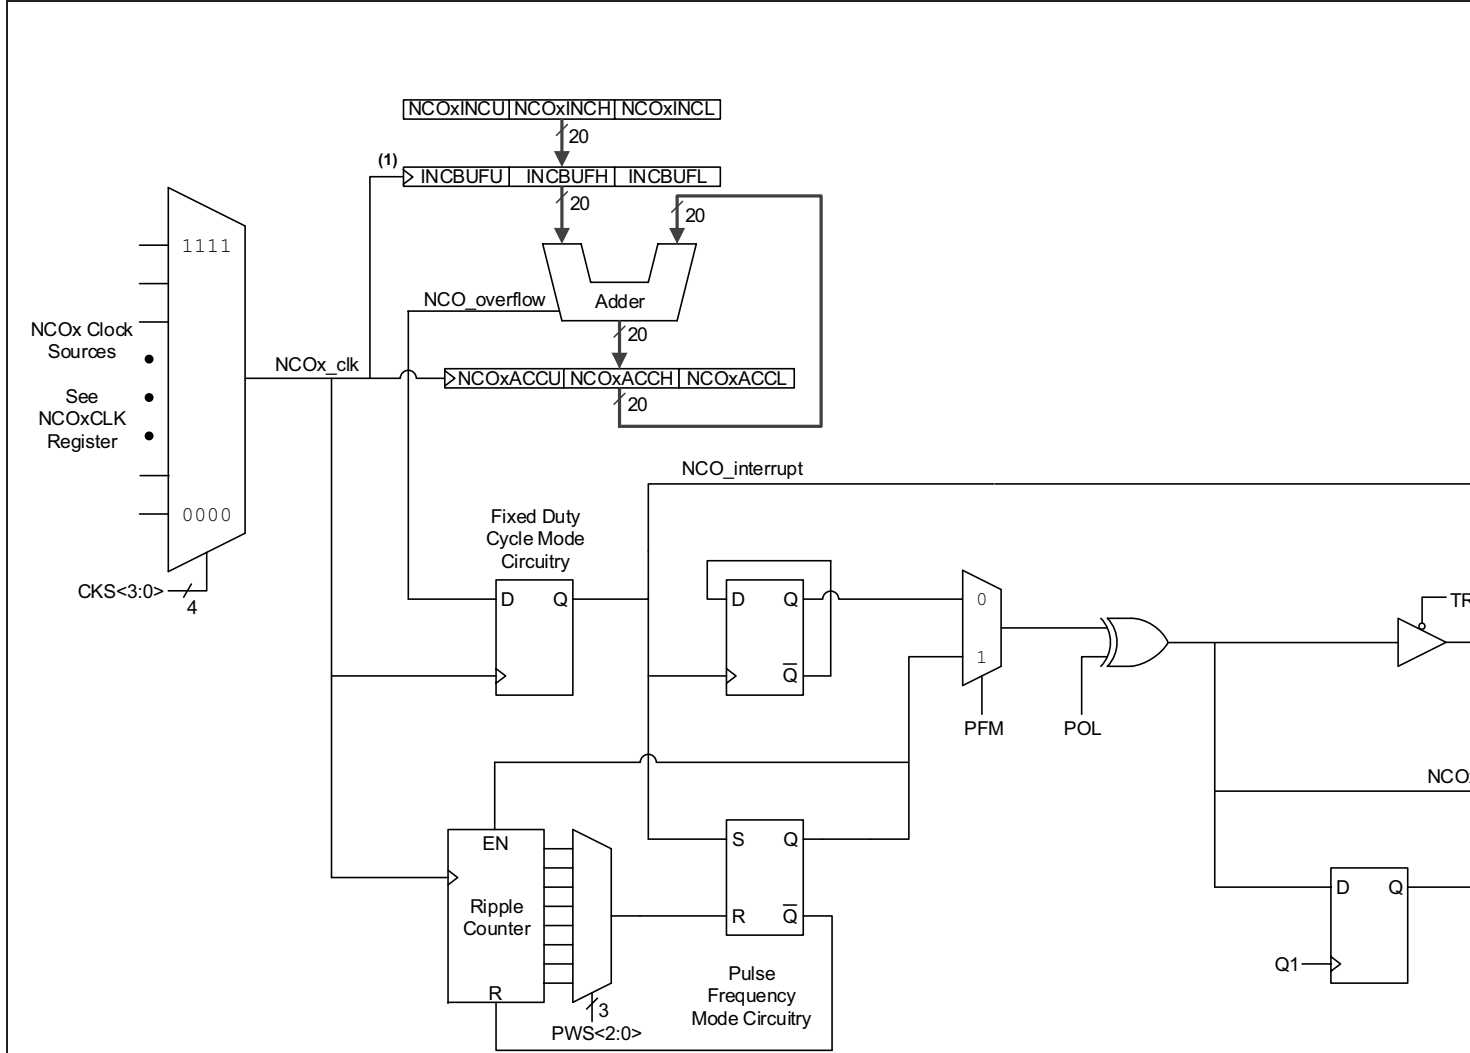 NCOxINCU NCOxINCH NCOxINCL
20
(1)
INCBUFU INCBUFH INCBUFL
20
20
1111
Adder
NCO_overflow
NCOx Clock
Sources
20
NCOx_clk
NCOxACCU NCOxACCH NCOxACCL
See
NCOxCLK
Register
20
NCO_interrupt
0000
Fixed Duty
Cycle Mode
Circuitry
CKS<3:0>
4
D Q
D Q
Q
0
1
TR
PFM
POL
NCOx
EN
S Q
D Q
Ripple
Counter
R Q
Q1
R
Pulse
Frequency
Mode Circuitry
3
PWS<2:0>